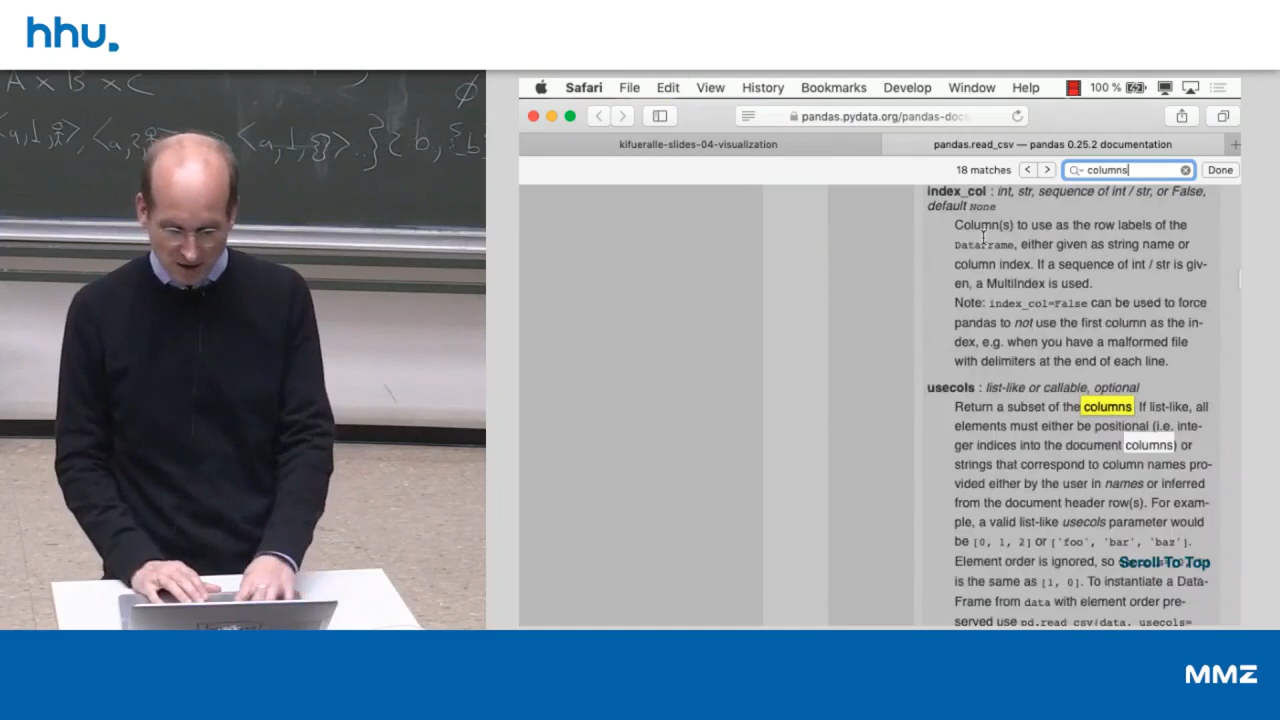 hhu.
A x B x C
Safari File Edit View History Bookmarks Develop Window Help 100 %
pandas.pydata.org/pandas-docs
kifueralle-slides-04-visualization pandas.read_csv — pandas 0.25.2 documentation
18 matches columns Done
index_col : int, str, sequence of int / str, or False,
default None
Column(s) to use as the row labels of the
DataFrame, either given as string name or
column index. If a sequence of int / str is giv-
en, a MultiIndex is used.
Note: index_col=False can be used to force
pandas to not use the first column as the in-
dex, e.g. when you have a malformed file
with delimiters at the end of each line.
usecols : list-like or callable, optional
Return a subset of the columns If list-like, all
elements must either be positional (i.e. inte-
ger indices into the document columns) or
strings that correspond to column names pro-
vided either by the user in names or inferred
from the document header row(s). For exam-
ple, a valid list-like usecols parameter would
be [0, 1, 2] or ['foo', 'bar', 'baz'].
Element order is ignored, so
Scroll To Top
is the same as [1, 0]. To instantiate a Data-
Frame from data with element order pre-
served use pd.read_csv(data, usecols=
MMZ